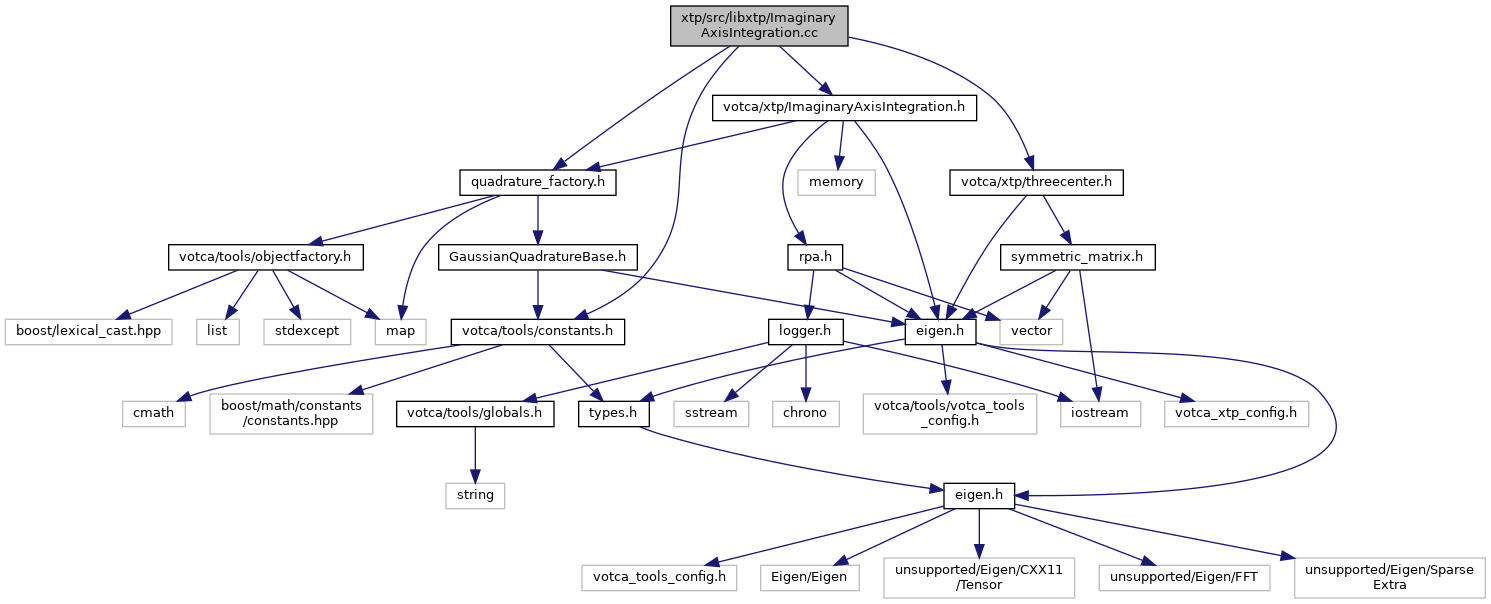 xtp/src/libxtp/Imaginary
AxisIntegration.cc
votca/xtp/ImaginaryAxisIntegration.h
quadrature_factory.h
memory
votca/xtp/threecenter.h
votca/tools/objectfactory.h
GaussianQuadratureBase.h
rpa.h
symmetric_matrix.h
boost/lexical_cast.hpp
list
stdexcept
map
votca/tools/constants.h
logger.h
eigen.h
vector
cmath
boost/math/constants
/constants.hpp
votca/tools/globals.h
types.h
sstream
chrono
votca/tools/votca_tools
_config.h
iostream
votca_xtp_config.h
string
eigen.h
votca_tools_config.h
Eigen/Eigen
unsupported/Eigen/CXX11
/Tensor
unsupported/Eigen/FFT
unsupported/Eigen/Sparse
Extra